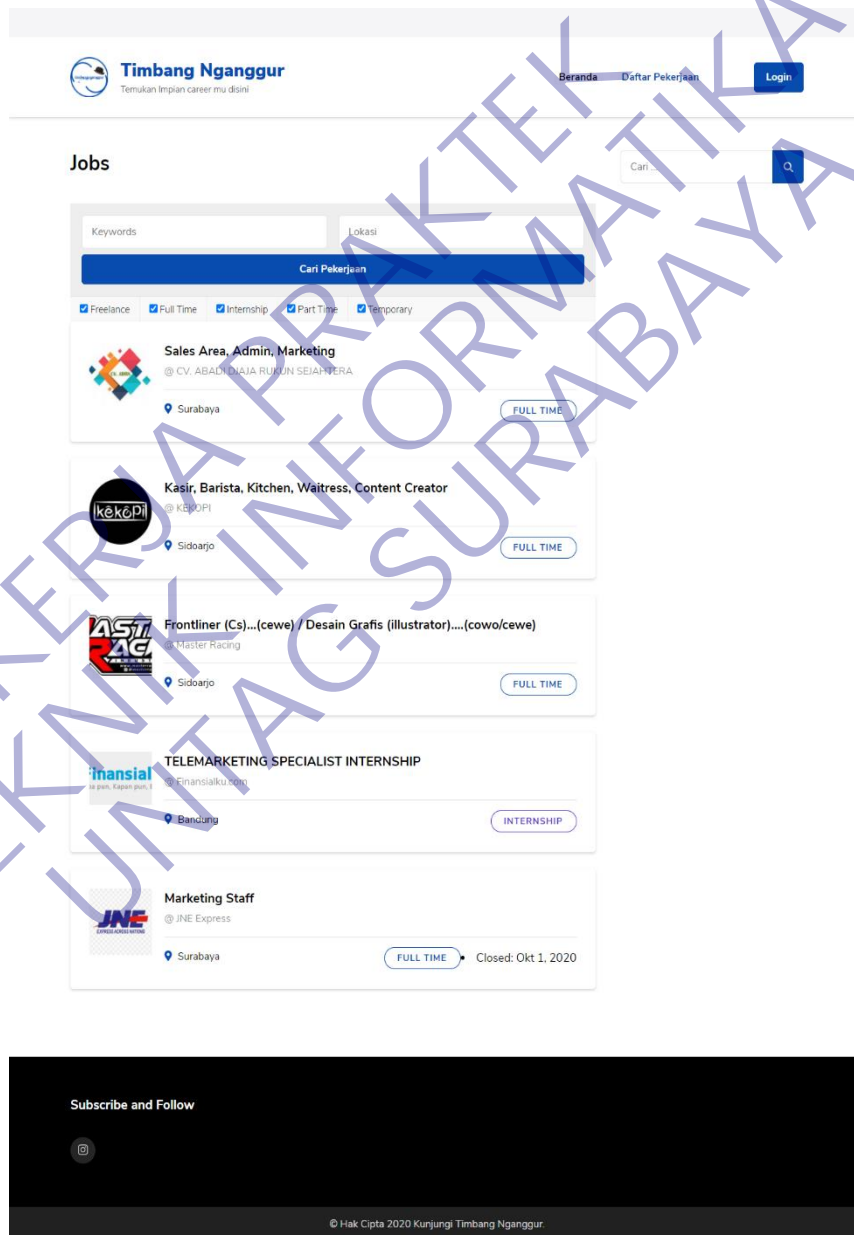 Timbang Nganggur
Temukan Impian career mu disini
Beranda Daftar Pekerjaan Login
Jobs
Cari ...
Keywords Lokasi
Cari Pekerjaan
Freelance Full Time Internship Part Time Temporary
Sales Area, Admin, Marketing
@ CV. ABADI DJAJA RUKUN SEJAHTERA
Surabaya FULL TIME
kēkōpi
Kasir, Barista, Kitchen, Waitress, Content Creator
@ KEKOPI
Sidoarjo FULL TIME
Frontliner (Cs)...(cewe) / Desain Grafis (illustrator)....(cowo/cewe)
@ Master Racing
Sidoarjo FULL TIME
inansial
TELEMARKETING SPECIALIST INTERNSHIP
@ Finansialku.com
Bandung INTERNSHIP
JNE
Marketing Staff
@ JNE Express
Surabaya FULL TIME • Closed: Okt 1, 2020
Subscribe and Follow
© Hak Cipta 2020 Kunjungi Timbang Nganggur.
KERJA PRAKTEK
TEKNIK INFORMATIKA
UNTAG SURABAYA